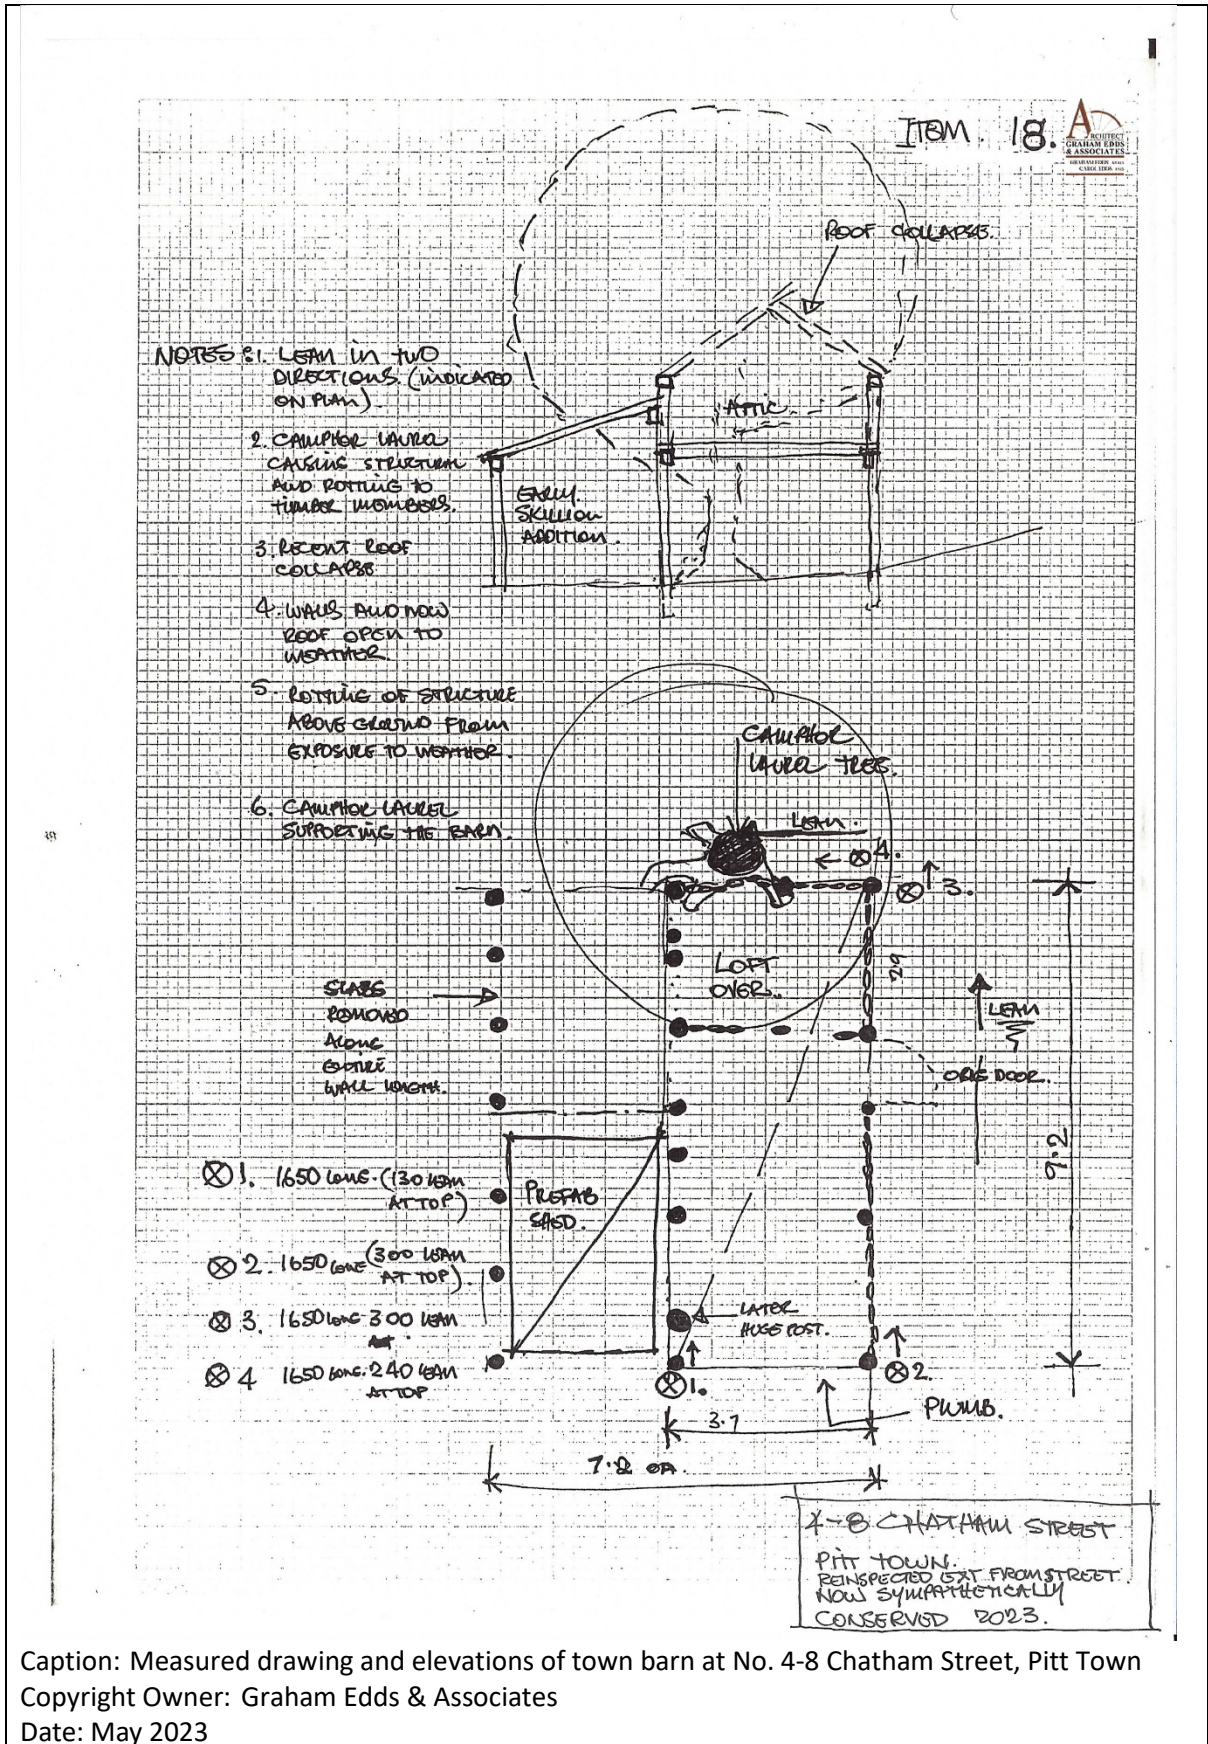 ITEM. 18.
ARCHITECT
GRAHAM EDDS
& ASSOCIATES
ROOF COLLAPSE.
NOTES: 1. LEAN IN TWO
DIRECTIONS. (INDICATED
ON PLAN).
2. CAMPHOR LAUREL
CAUSING STRUCTURAL
AND ROTTING TO
TIMBER MEMBERS.
3. RECENT ROOF
COLLAPSE
4. WALLS AND NOW
ROOF OPEN TO
WEATHER.
5. ROTTING OF STRUCTURE
ABOVE GROUND FROM
EXPOSURE TO WEATHER.
6. CAMPHOR LAUREL
SUPPORTING THE BARN.
ATTIC
EARLY
SKILLION
ADDITION.
CAMPHOR
LAUREL TREE.
LEAN.
4.
3.
LOFT
OVER.
29
SLABS
REMOVED
ALONG
ENTIRE
WALL LENGTH.
LEAN
ORIG DOOR.
9.2
1. 1650 LONG. (130 LEAN
AT TOP)
2. 1650 LONG (300 LEAN
AT TOP).
3. 1650 LONG 300 LEAN
4 1650 LONG. 240 LEAN
AT TOP
PREFAB
SHED.
LATER
HUGE POST.
1.
2.
PLUMB.
3.7
7.2 OA.
4-8 CHATHAM STREET
PITT TOWN.
REINSPECTED EXT FROM STREET.
NOW SYMPATHETICALLY
CONSERVED 2023.
Caption: Measured drawing and elevations of town barn at No. 4-8 Chatham Street, Pitt Town
Copyright Owner: Graham Edds & Associates
Date: May 2023